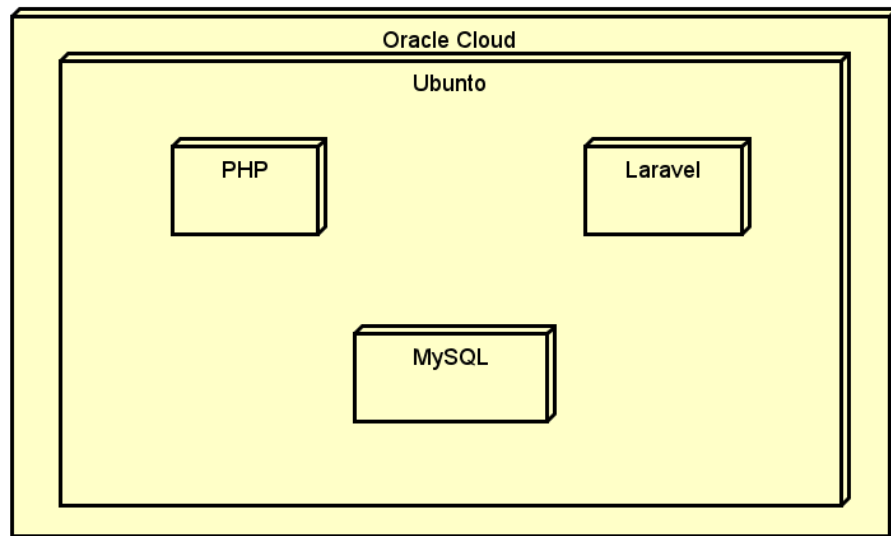 Oracle Cloud
Ubunto
PHP
Laravel
MySQL